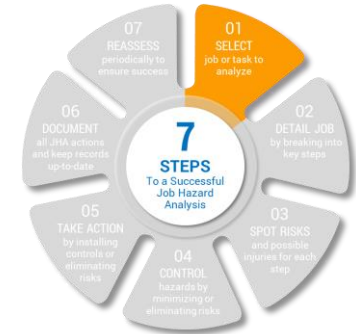 7
STEPS
To a Successful
Job Hazard
Analysis
01
SELECT
job or task to
analyze
02
DETAIL JOB
by breaking into
key steps
03
SPOT RISKS
and possible
injuries for each
step
04
CONTROL
hazards by
minimizing or
eliminating risks
05
TAKE ACTION
by installing
controls or
eliminating
risks
06
DOCUMENT
all JHA actions
and keep records
up-to-date
07
REASSESS
periodically to
ensure success